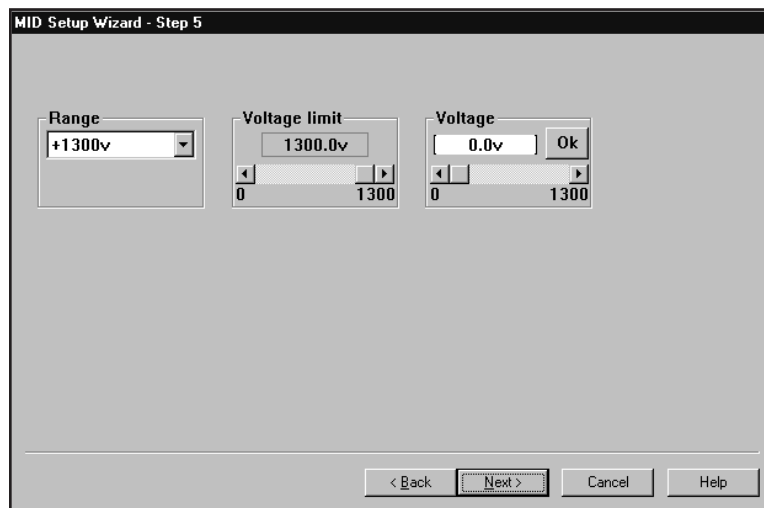 MID Setup Wizard - Step 5
Range
+1300v
Voltage limit
1300.0v
0 1300
Voltage
[ 0.0v ] Ok
0 1300
< Back Next > Cancel Help